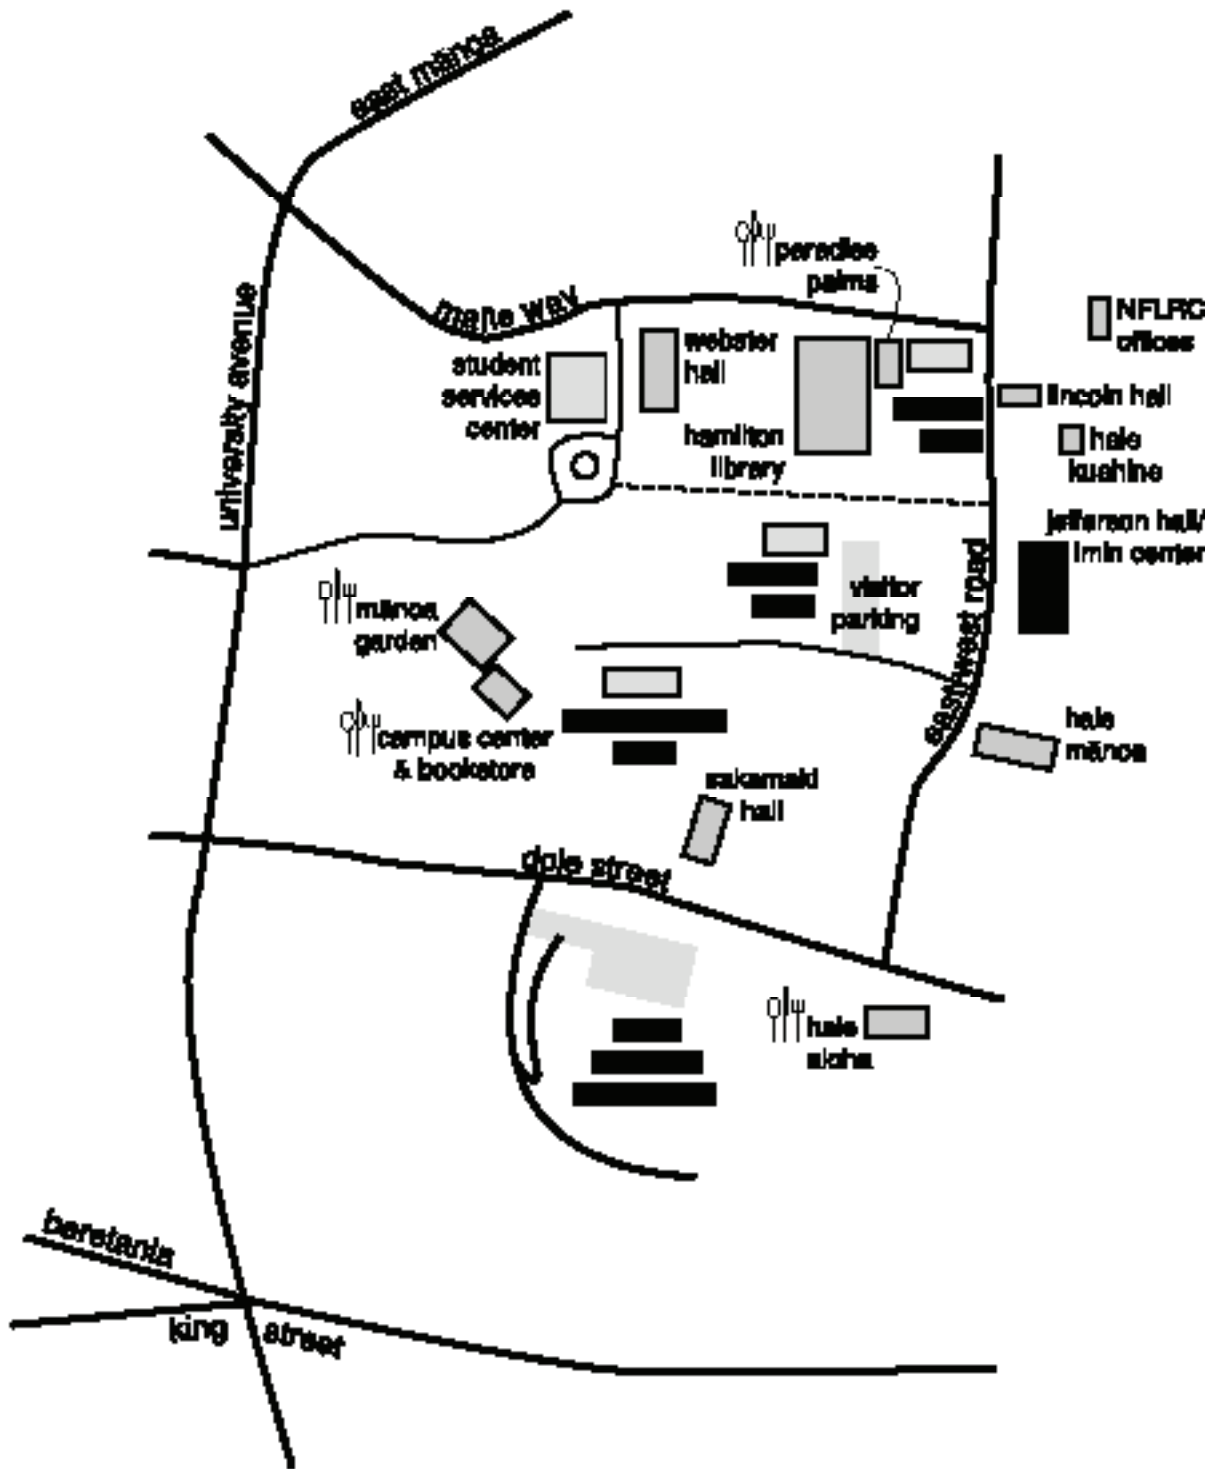 east mānoa
paradise
palms
maile way
university avenue
NFLRC
offices
student
services
center
webster
hall
lincoln hall
hamilton
library
hale
kuahine
jefferson hall/
imin center
mānoa
garden
visitor
parking
eastwest road
campus center
& bookstore
hale
mānoa
sakamaki
hall
dole street
hale
aloha
beretania
king street